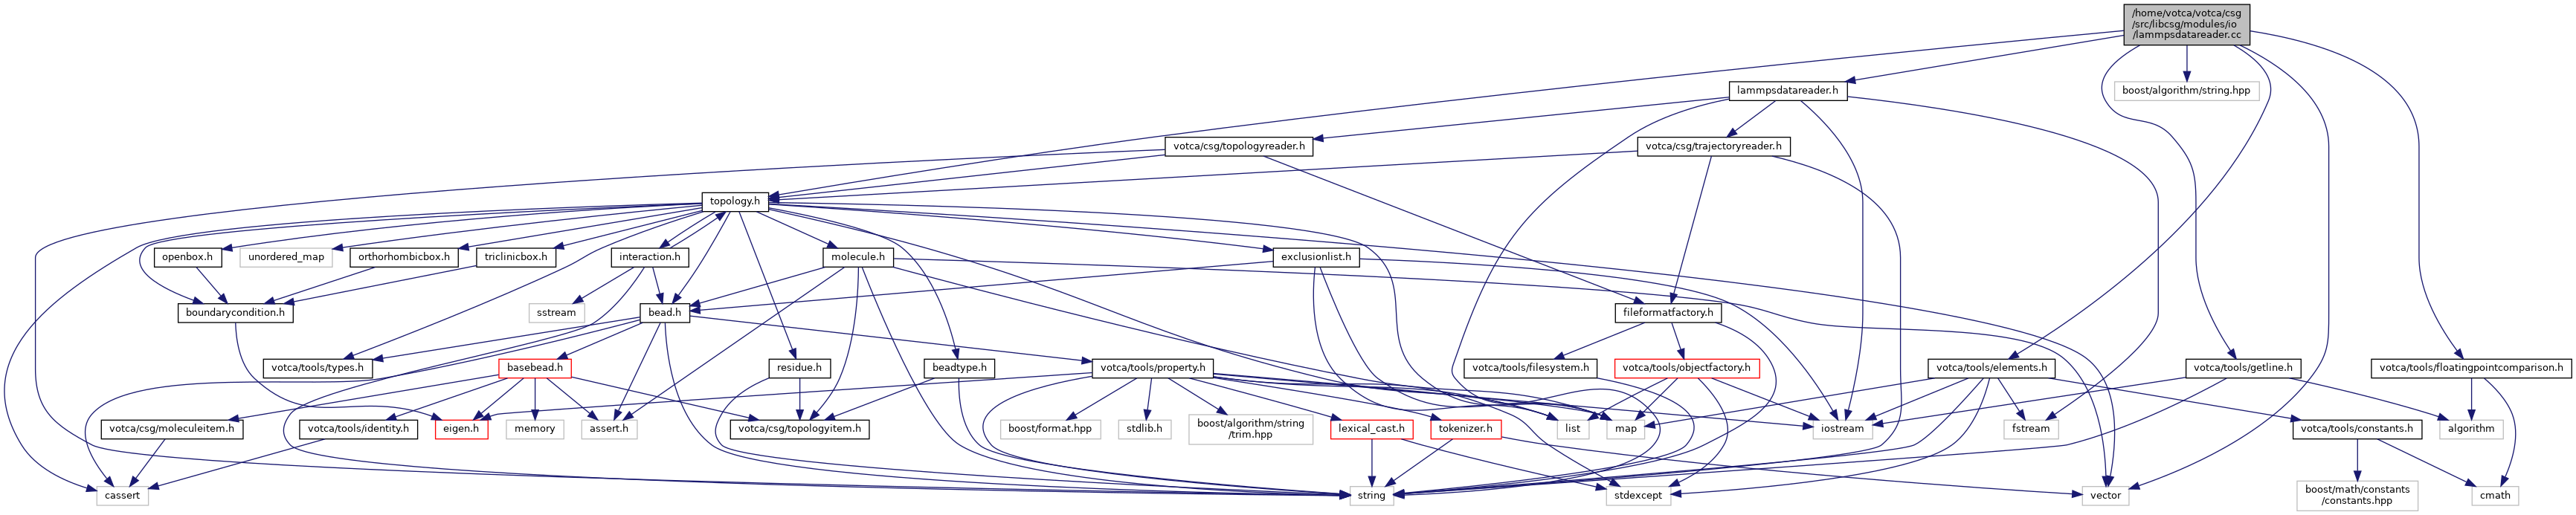 /home/votca/votca/csg
/src/libcsg/modules/io
/lammpsdatareader.cc
lammpsdatareader.h
boost/algorithm/string.hpp
votca/csg/topologyreader.h
votca/csg/trajectoryreader.h
topology.h
openbox.h
unordered_map
orthorhombicbox.h
triclinicbox.h
interaction.h
molecule.h
exclusionlist.h
boundarycondition.h
sstream
bead.h
fileformatfactory.h
votca/tools/types.h
basebead.h
residue.h
beadtype.h
votca/tools/property.h
votca/tools/filesystem.h
votca/tools/objectfactory.h
votca/tools/elements.h
votca/tools/getline.h
votca/tools/floatingpointcomparison.h
votca/csg/moleculeitem.h
votca/tools/identity.h
eigen.h
memory
assert.h
votca/csg/topologyitem.h
boost/format.hpp
stdlib.h
boost/algorithm/string
/trim.hpp
lexical_cast.h
tokenizer.h
list
map
iostream
fstream
votca/tools/constants.h
algorithm
cassert
string
stdexcept
vector
boost/math/constants
/constants.hpp
cmath